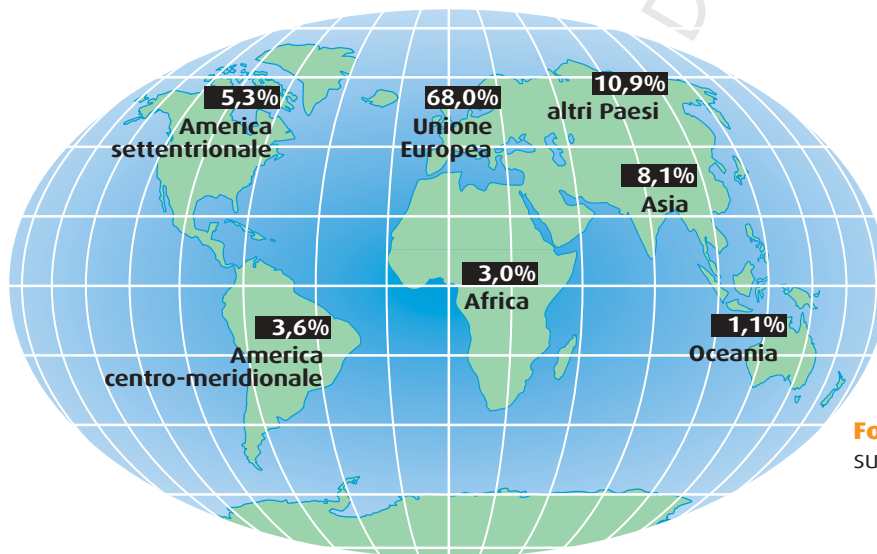 5,3%
America
settentrionale
68,0%
Unione
Europea
10,9%
altri Paesi
8,1%
Asia
3,0%
Africa
3,6%
America
centro-meridionale
1,1%
Oceania